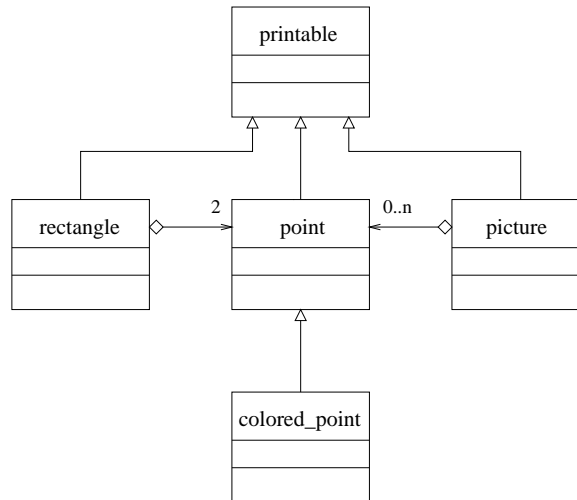 printable
rectangle
2
point
0..n
picture
colored_point